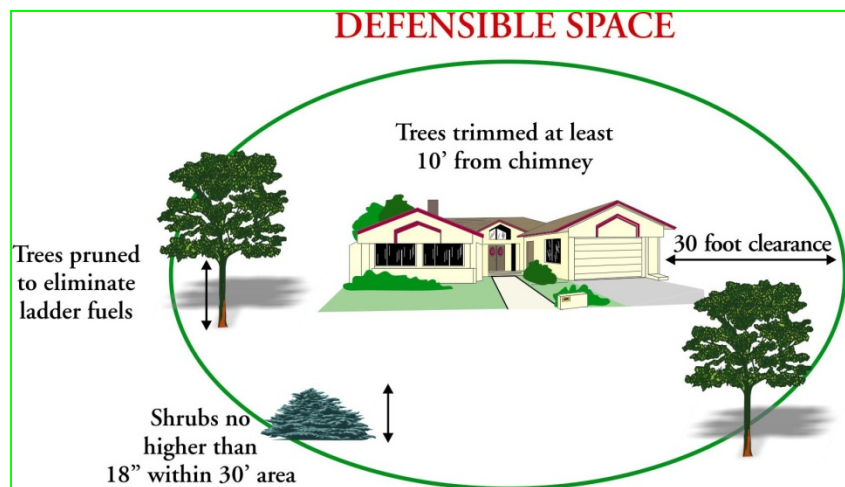 DEFENSIBLE SPACE
Trees trimmed at least
10’ from chimney
30 foot clearance
Trees pruned
to eliminate
ladder fuels
Shrubs no
higher than
18” within 30’ area